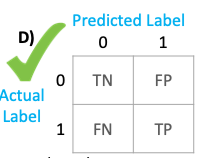 Predicted Label
D)
0 1
0 TN FP
Actual
Label
1 FN TP